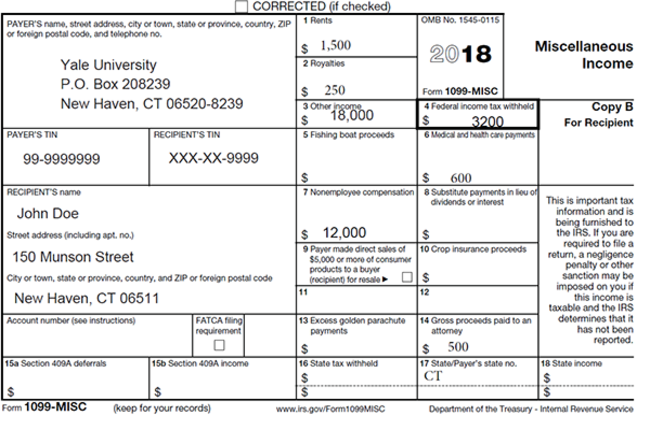 CORRECTED (if checked)
PAYER'S name, street address, city or town, state or province, country, ZIP
or foreign postal code, and telephone no.
Yale University
P.O. Box 208239
New Haven, CT 06520-8239
1 Rents
$ 1,500
2 Royalties
$ 250
OMB No. 1545-0115
2018
Form 1099-MISC
Miscellaneous
Income
3 Other income
$ 18,000
4 Federal income tax withheld
$ 3200
Copy B
For Recipient
PAYER'S TIN
99-9999999
RECIPIENT'S TIN
XXX-XX-9999
5 Fishing boat proceeds
$
6 Medical and health care payments
$ 600
RECIPIENT'S name
John Doe
Street address (including apt. no.)
150 Munson Street
City or town, state or province, country, and ZIP or foreign postal code
New Haven, CT 06511
7 Nonemployee compensation
$ 12,000
8 Substitute payments in lieu of
dividends or interest
$
9 Payer made direct sales of
$5,000 or more of consumer
products to a buyer
(recipient) for resale ►
10 Crop insurance proceeds
$
11
12
This is important tax
information and is
being furnished to
the IRS. If you are
required to file a
return, a negligence
penalty or other
sanction may be
imposed on you if
this income is
taxable and the IRS
determines that it
has not been
reported.
Account number (see instructions)
FATCA filing
requirement
13 Excess golden parachute
payments
$
14 Gross proceeds paid to an
attorney
$ 500
15a Section 409A deferrals
$
15b Section 409A income
$
16 State tax withheld
$
$
17 State/Payer's state no.
CT
18 State income
$
$
Form 1099-MISC
(keep for your records)
www.irs.gov/Form1099MISC
Department of the Treasury - Internal Revenue Service